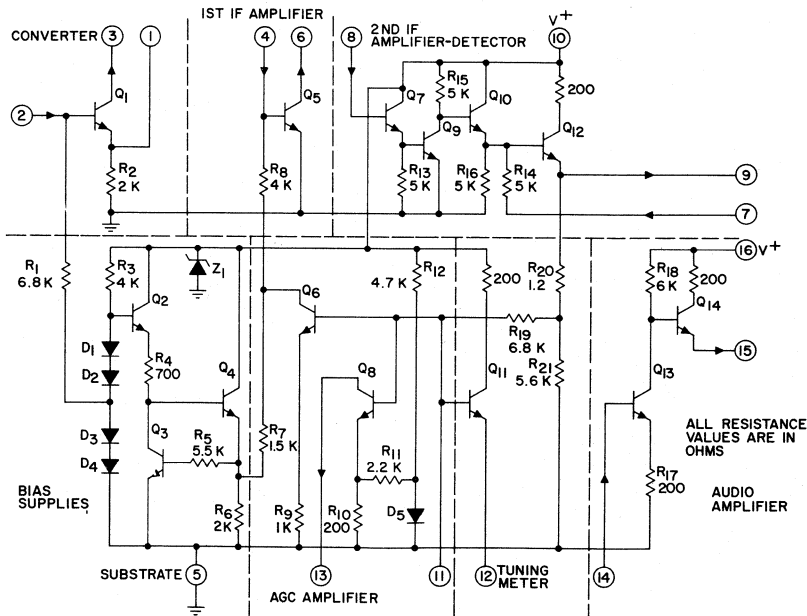 IST IF AMPLIFIER
CONVERTER
3
1
4
6
8
2ND IF
AMPLIFIER-DETECTOR
V+
10
2
Q1
Q5
Q7
R15
5 K
Q9
Q10
200
Q12
R2
2 K
R8
4 K
R13
5 K
R16
5 K
R14
5 K
9
7
R1
6.8 K
R3
4 K
Q2
Z1
Q6
R12
4.7 K
200
R20
1.2
R18
6 K
200
16
V+
Q14
D1
D2
R4
700
Q4
Q8
R19
6.8 K
Q11
R21
5.6 K
15
Q13
D3
D4
Q3
R5
5.5 K
R7
1.5 K
R11
2.2 K
ALL RESISTANCE
VALUES ARE IN
OHMS
BIAS
SUPPLIES
R6
2K
R9
1K
R10
200
D5
R17
200
AUDIO
AMPLIFIER
SUBSTRATE
5
13
11
12
TUNING
METER
14
AGC AMPLIFIER